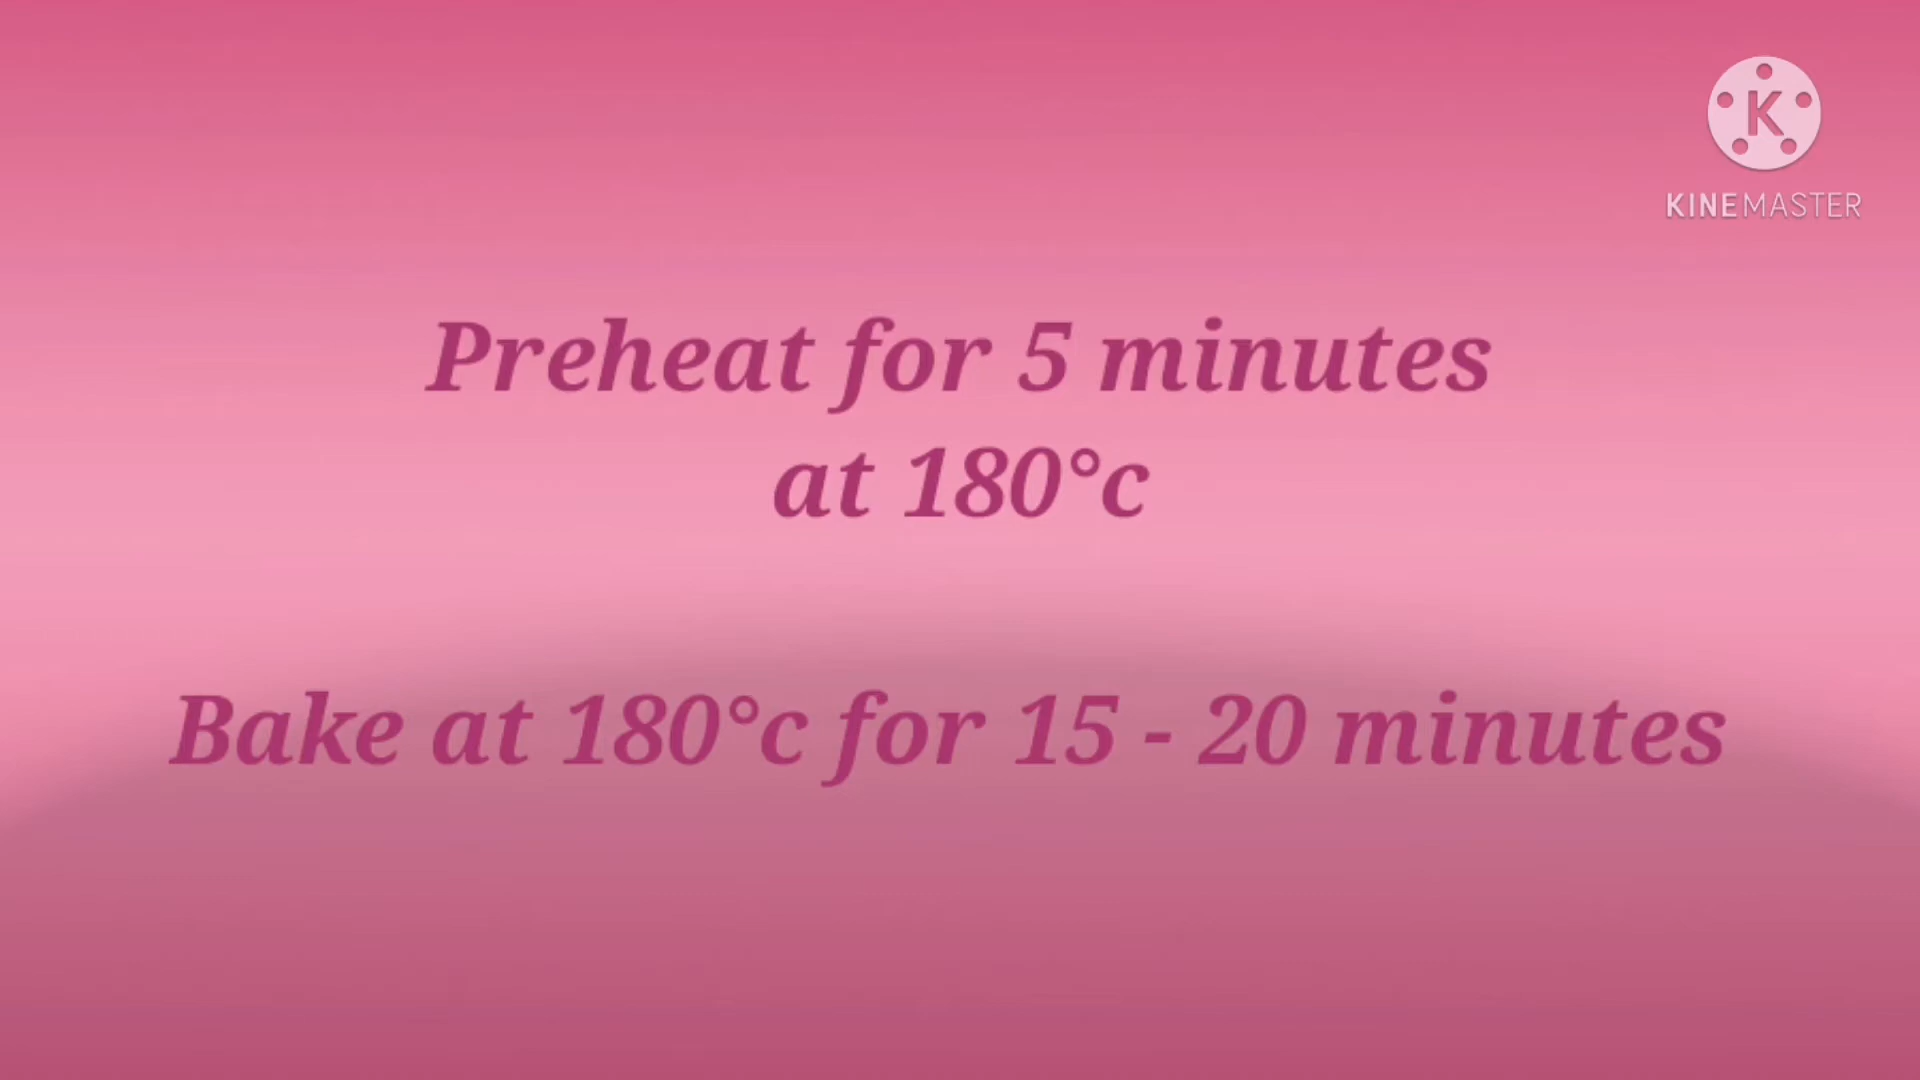 K
KINEMASTER
Preheat for 5 minutes
at 180°c
Bake at 180°c for 15 - 20 minutes